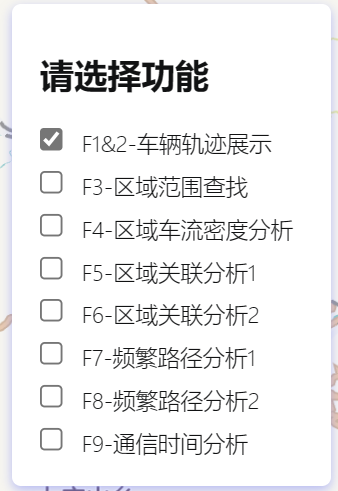 请选择功能
F1&2-车辆轨迹展示
F3-区域范围查找
F4-区域车流密度分析
F5-区域关联分析1
F6-区域关联分析2
F7-频繁路径分析1
F8-频繁路径分析2
F9-通信时间分析